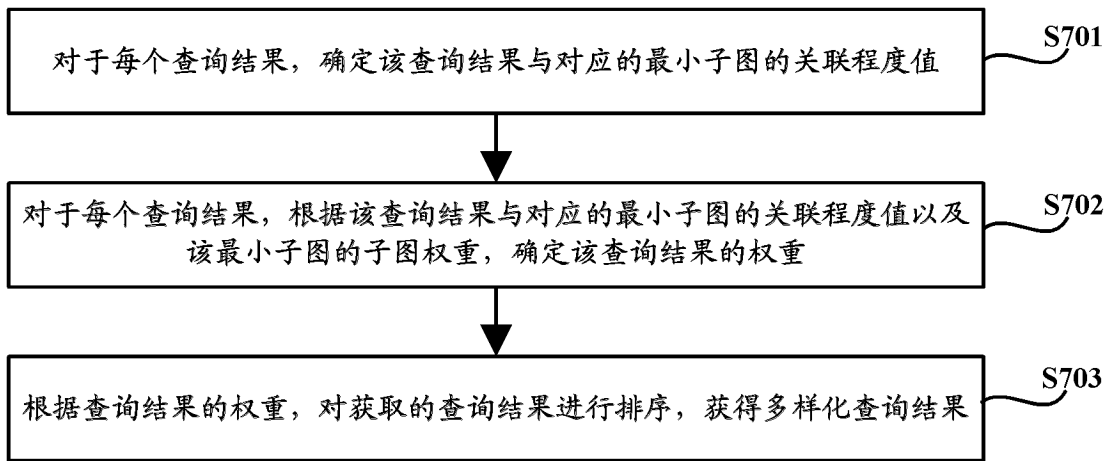 对于每个查询结果，确定该查询结果与对应的最小子图的关联程度值
S701
对于每个查询结果，根据该查询结果与对应的最小子图的关联程度值以及
该最小子图的子图权重，确定该查询结果的权重
S702
根据查询结果的权重，对获取的查询结果进行排序，获得多样化查询结果
S703